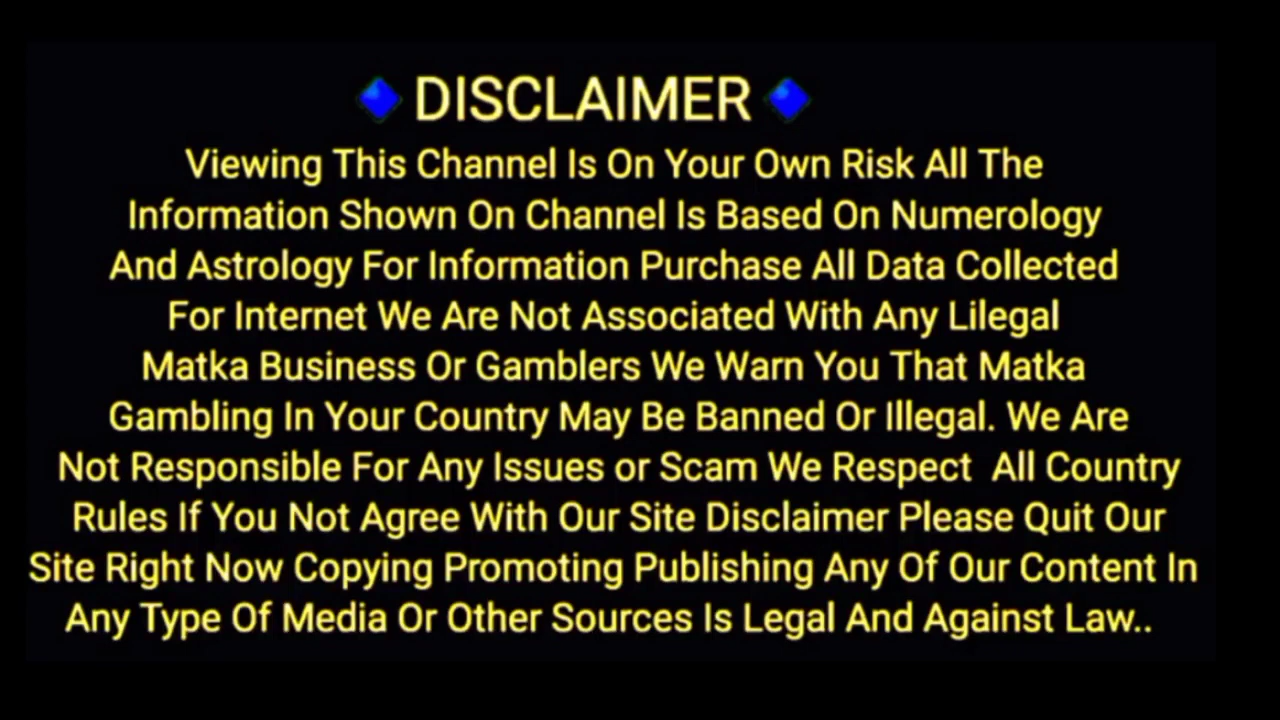 🔷DISCLAIMER🔷
Viewing This Channel Is On Your Own Risk All The
Information Shown On Channel Is Based On Numerology
And Astrology For Information Purchase All Data Collected
For Internet We Are Not Associated With Any Lilegal
Matka Business Or Gamblers We Warn You That Matka
Gambling In Your Country May Be Banned Or Illegal. We Are
Not Responsible For Any Issues or Scam We Respect  All Country
Rules If You Not Agree With Our Site Disclaimer Please Quit Our
Site Right Now Copying Promoting Publishing Any Of Our Content In
Any Type Of Media Or Other Sources Is Legal And Against Law..